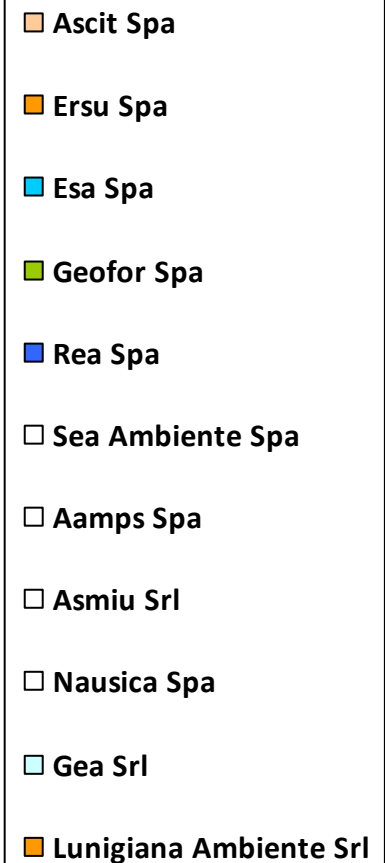 Ascit Spa
Ersu Spa
Esa Spa
Geofor Spa
Rea Spa
Sea Ambiente Spa
Aamps Spa
Asmiu Srl
Nausica Spa
Gea Srl
Lunigiana Ambiente Srl